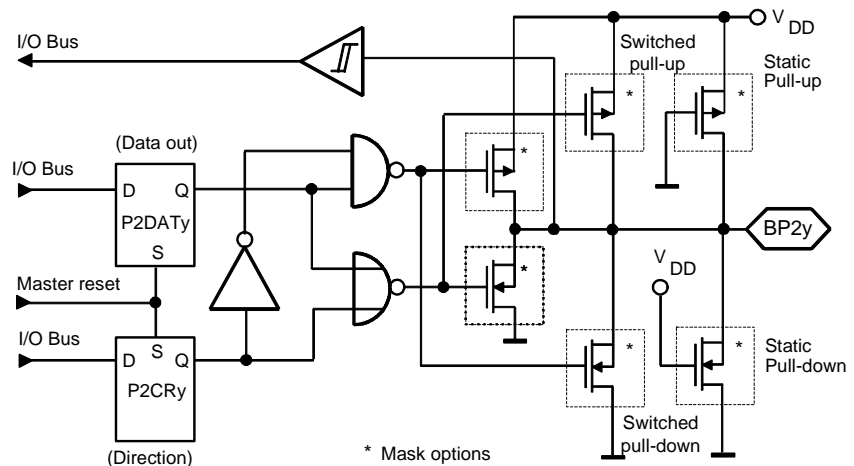 I/O Bus
V
DD
Switched
pull-up
Static
Pull-up
*
*
(Data out)
I/O Bus
D
Q
*
P2DATy
S
BP2y
V
DD
*
Master reset
I/O Bus
S
D
Q
*
*
Static
Pull-down
P2CRy
Switched
pull-down
(Direction)
* Mask options